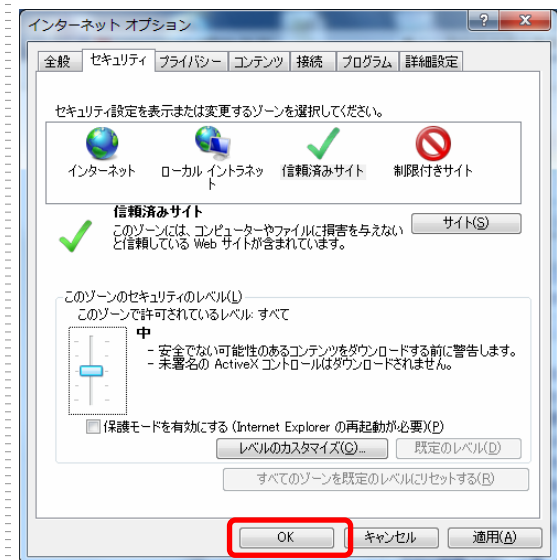 インターネット オプション
全般 セキュリティ プライバシー コンテンツ 接続 プログラム 詳細設定
セキュリティ設定を表示または変更するゾーンを選択してください。
インターネット ローカル イントラネット 信頼済みサイト 制限付きサイト
信頼済みサイト
このゾーンには、コンピューターやファイルに損害を与えない
と信頼している Web サイトが含まれています。
サイト(S)
このゾーンのセキュリティのレベル(L)
このゾーンで許可されているレベル: すべて
中
- 安全でない可能性のあるコンテンツをダウンロードする前に警告します。
- 未署名の ActiveX コントロールはダウンロードされません。
保護モードを有効にする (Internet Explorer の再起動が必要)(P)
レベルのカスタマイズ(C)... 既定のレベル(D)
すべてのゾーンを既定のレベルにリセットする(R)
OK キャンセル 適用(A)